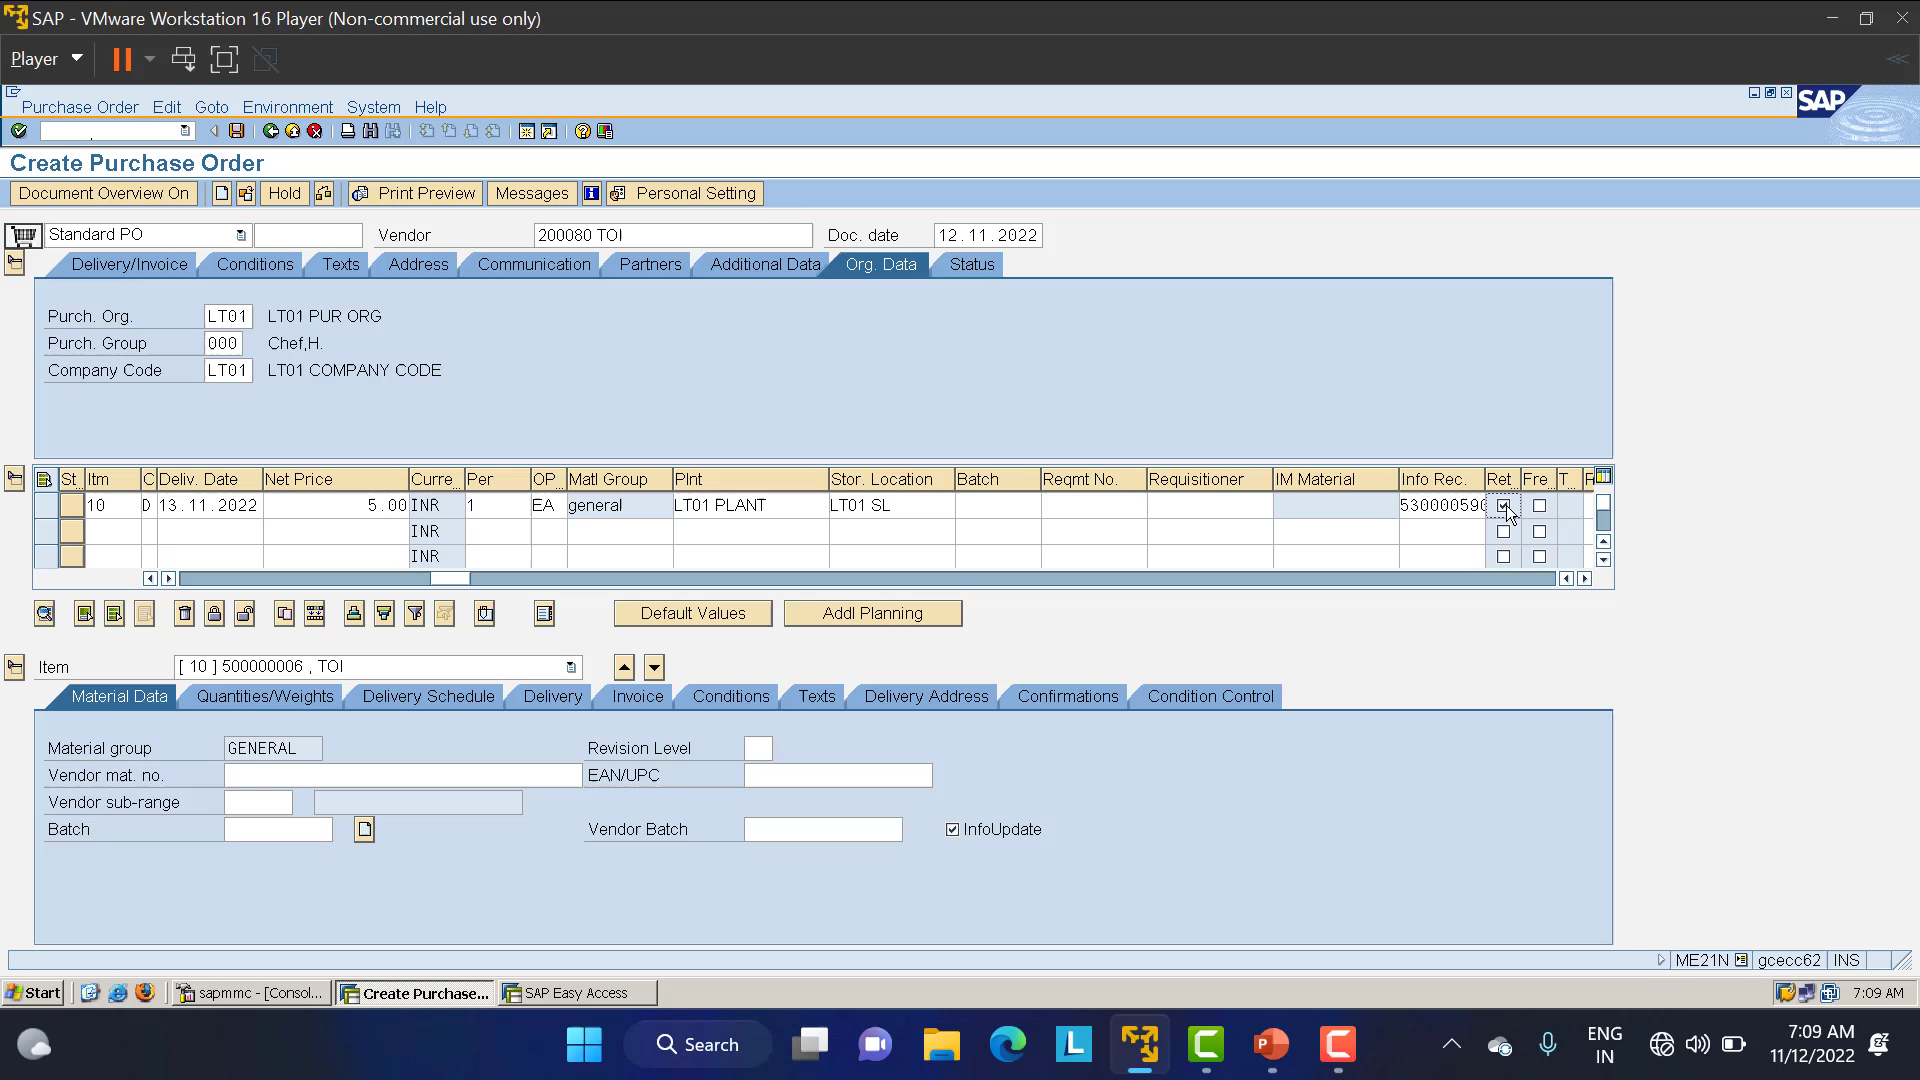 SAP - VMware Workstation 16 Player (Non-commercial use only)
Player
Purchase Order Edit Goto Environment System Help
SAP
Create Purchase Order
Document Overview On Hold Print Preview Messages Personal Setting
Standard PO Vendor 200080 TOI Doc. date 12.11.2022
Delivery/Invoice Conditions Texts Address Communication Partners Additional Data Org. Data Status
Purch. Org. LT01 LT01 PUR ORG
Purch. Group 000 Chef,H.
Company Code LT01 LT01 COMPANY CODE
St... Itm C Deliv. Date Net Price Curre... Per OP... Matl Group Plnt Stor. Location Batch Reqmt No. Requisitioner IM Material Info Rec. Ret... Fre... T...
10 D 13.11.2022 5.00 INR 1 EA general LT01 PLANT LT01 SL 530000590
INR
INR
Default Values Addl Planning
Item [ 10 ] 500000006 , TOI
Material Data Quantities/Weights Delivery Schedule Delivery Invoice Conditions Texts Delivery Address Confirmations Condition Control
Material group GENERAL Revision Level
Vendor mat. no. EAN/UPC
Vendor sub-range
Batch Vendor Batch InfoUpdate
ME21N gcecc62 INS
Start sapmmc - [Consol... Create Purchase... SAP Easy Access 7:09 AM
Search ENG IN 7:09 AM 11/12/2022